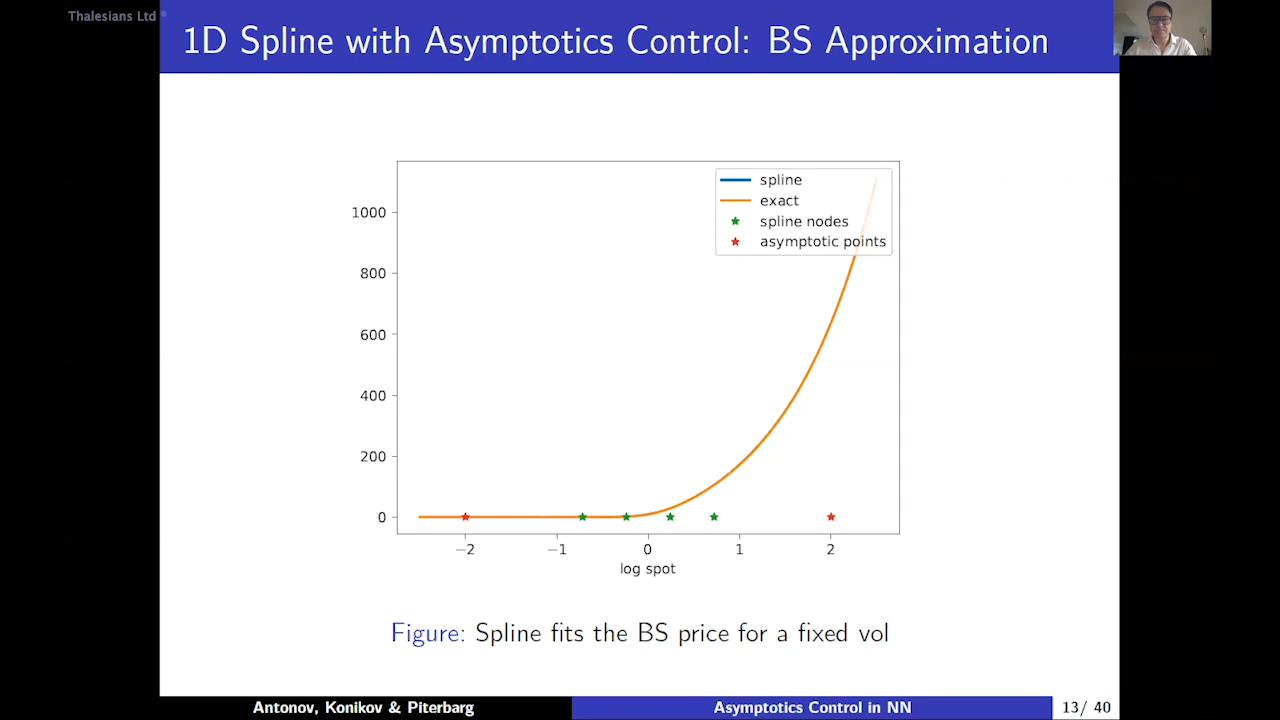 Thalesians Ltd
1D Spline with Asymptotics Control: BS Approximation
spline
exact
spline nodes
asymptotic points
1000
800
600
400
200
0
−2
−1
0
1
2
log spot
Figure: Spline fits the BS price for a fixed vol
Antonov, Konikov & Piterbarg
Asymptotics Control in NN
13/ 40